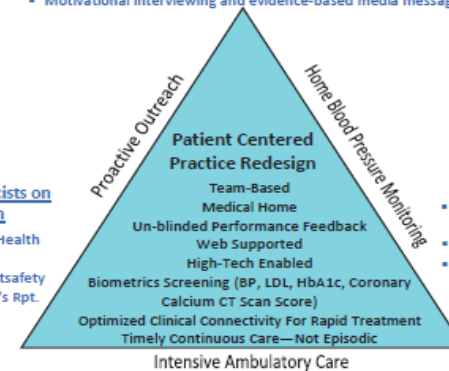 ▪ Motivational interviewing and evidence-based media messag
Proactive Outreach
Home Blood Pressure Monitoring
Patient Centered
Practice Redesign
Team-Based
Medical Home
Un-blinded Performance Feedback
Web Supported
High-Tech Enabled
Biometrics Screening (BP, LDL, HbA1c, Coronary
Calcium CT Scan Score)
Optimized Clinical Connectivity For Rapid Treatment
Timely Continuous Care—Not Episodic
Intensive Ambulatory Care
cists on
Health
tsafety
's Rpt.